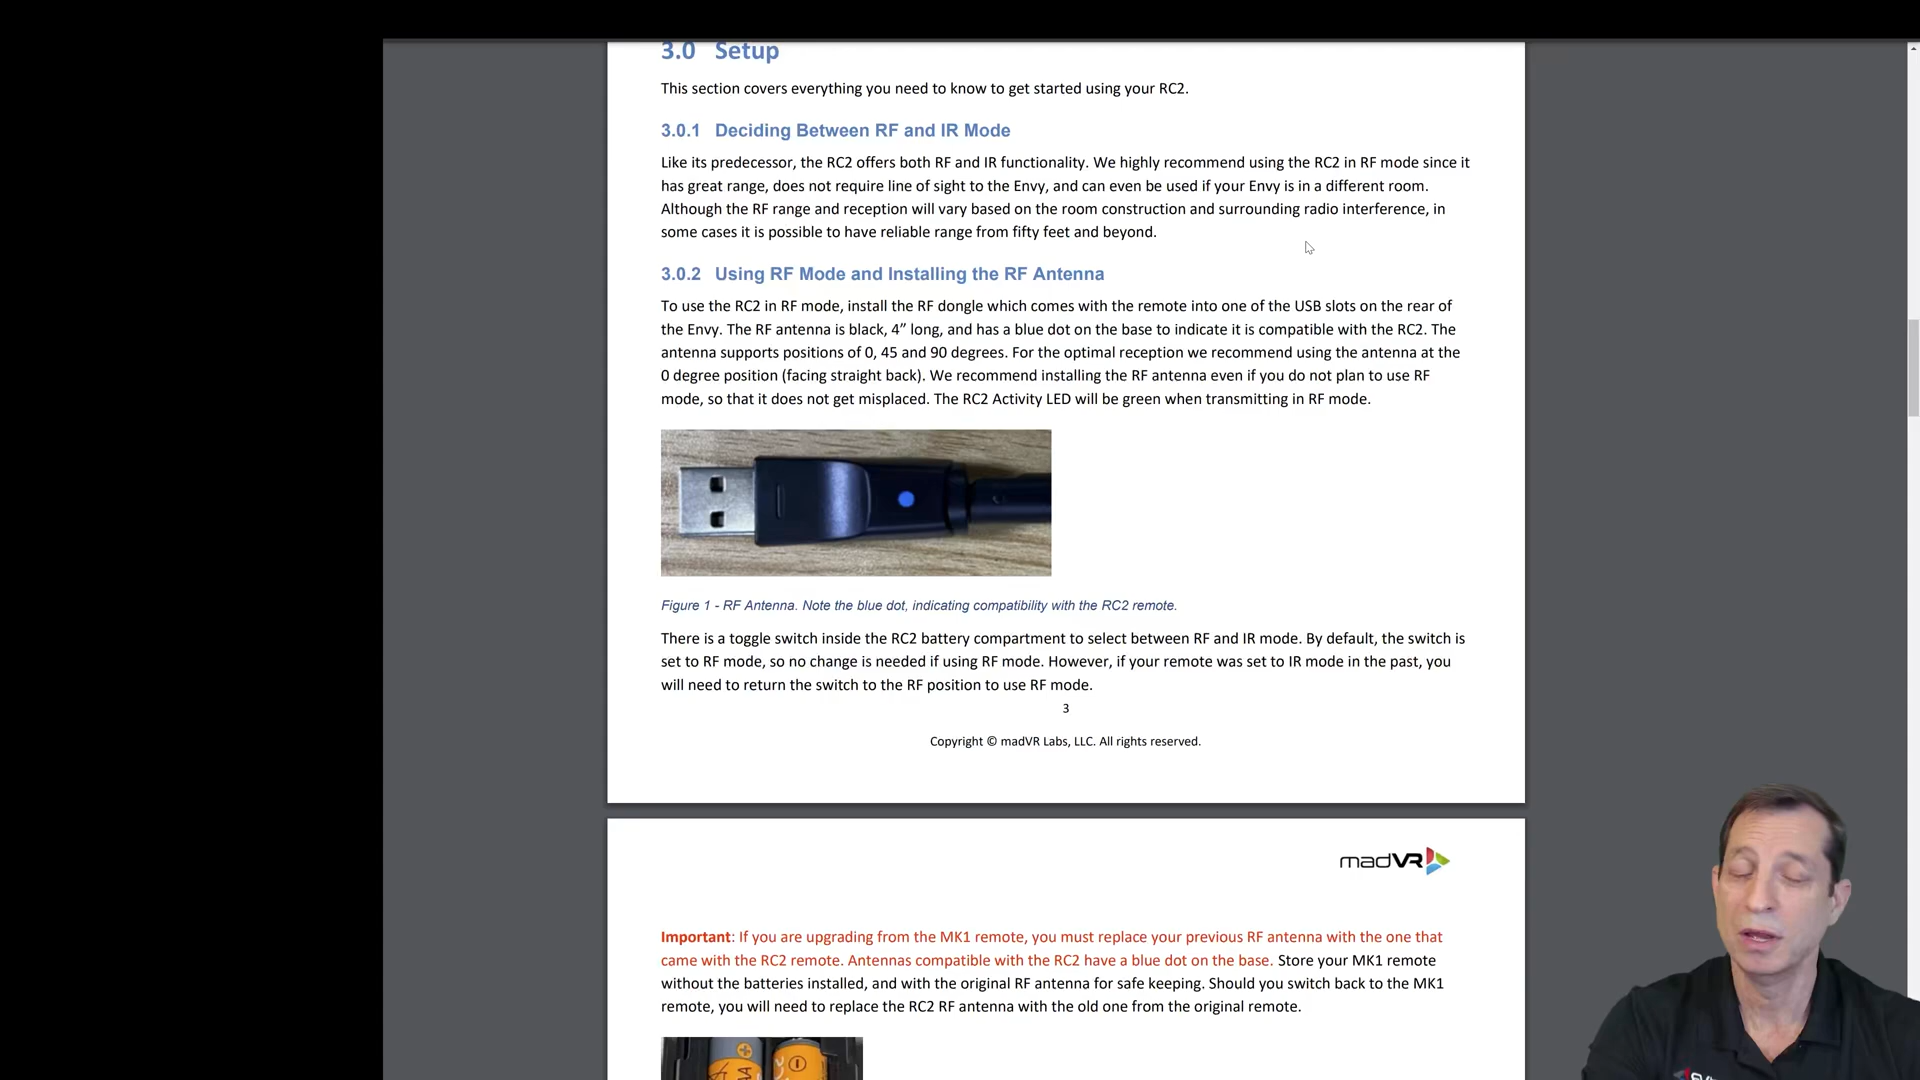 3.0 Setup
This section covers everything you need to know to get started using your RC2.
3.0.1 Deciding Between RF and IR Mode
Like its predecessor, the RC2 offers both RF and IR functionality. We highly recommend using the RC2 in RF mode since it
has great range, does not require line of sight to the Envy, and can even be used if your Envy is in a different room.
Although the RF range and reception will vary based on the room construction and surrounding radio interference, in
some cases it is possible to have reliable range from fifty feet and beyond.
3.0.2 Using RF Mode and Installing the RF Antenna
To use the RC2 in RF mode, install the RF dongle which comes with the remote into one of the USB slots on the rear of
the Envy. The RF antenna is black, 4” long, and has a blue dot on the base to indicate it is compatible with the RC2. The
antenna supports positions of 0, 45 and 90 degrees. For the optimal reception we recommend using the antenna at the
0 degree position (facing straight back). We recommend installing the RF antenna even if you do not plan to use RF
mode, so that it does not get misplaced. The RC2 Activity LED will be green when transmitting in RF mode.
Figure 1 - RF Antenna. Note the blue dot, indicating compatibility with the RC2 remote.
There is a toggle switch inside the RC2 battery compartment to select between RF and IR mode. By default, the switch is
set to RF mode, so no change is needed if using RF mode. However, if your remote was set to IR mode in the past, you
will need to return the switch to the RF position to use RF mode.
3
Copyright © madVR Labs, LLC. All rights reserved.
madVR
Important: If you are upgrading from the MK1 remote, you must replace your previous RF antenna with the one that
came with the RC2 remote. Antennas compatible with the RC2 have a blue dot on the base. Store your MK1 remote
without the batteries installed, and with the original RF antenna for safe keeping. Should you switch back to the MK1
remote, you will need to replace the RC2 RF antenna with the old one from the original remote.